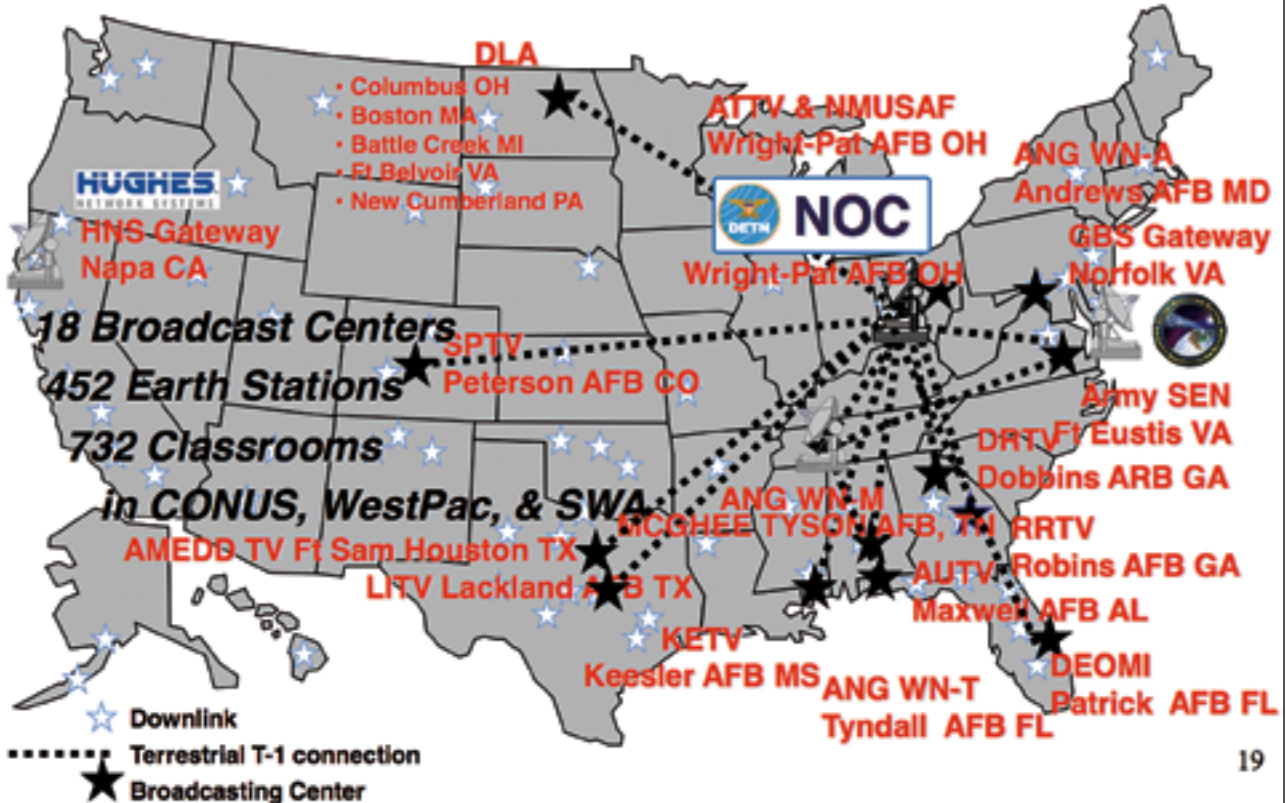 DLA
• Columbus OH
• Boston MA
• Battle Creek MI
• Ft Belvoir VA
• New Cumberland PA
ATTV & NMUSAF
Wright-Pat AFB OH
ANG WN-A
Andrews AFB MD
HUGHES
NETWORK SYSTEMS
HNS Gateway
Napa CA
DETN
NOC
Wright-Pat AFB OH
GBS Gateway
Norfolk VA
18 Broadcast Centers
452 Earth Stations
732 Classrooms
in CONUS, WestPac, & SWA
SPTV
Peterson AFB CO
Army SEN
Ft Eustis VA
DRTV
Dobbins ARB GA
ANG WN-M
MCGHEE TYSON AFB, TN
RRTV
Robins AFB GA
AMEDD TV Ft Sam Houston TX
LITV Lackland AFB TX
AUTV
Maxwell AFB AL
KETV
Keesler AFB MS
ANG WN-T
Tyndall AFB FL
DEOMI
Patrick AFB FL
Downlink
Terrestrial T-1 connection
Broadcasting Center
19